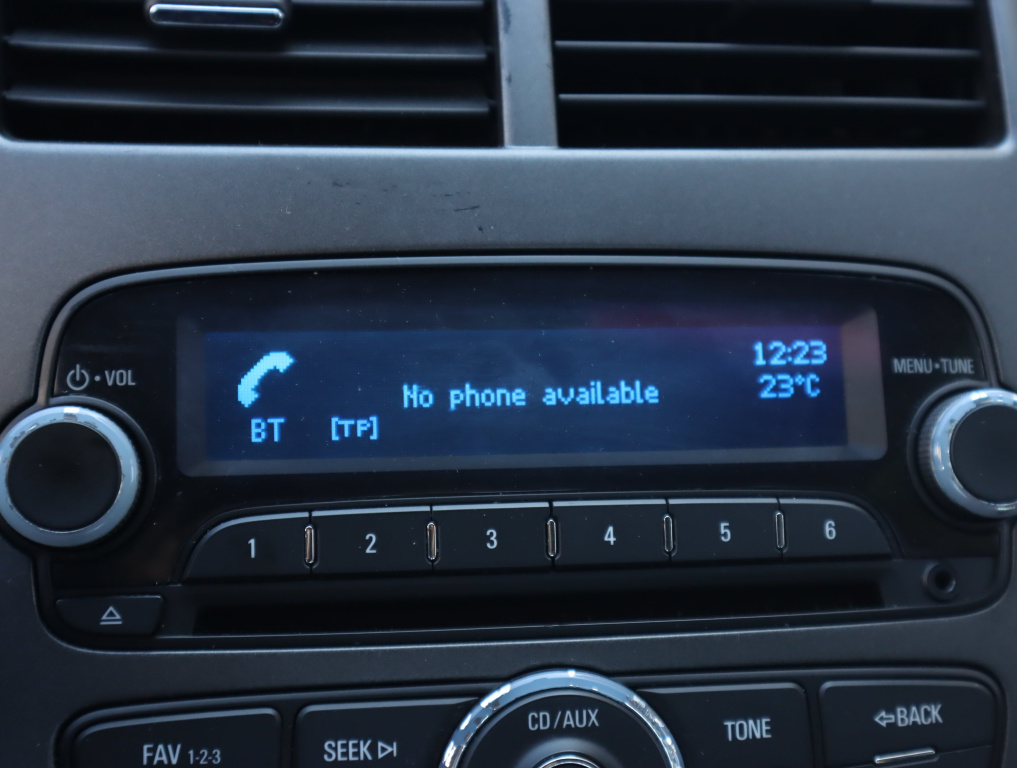 ⏻•VOL
MENU•TUNE
12:23
23°C
No phone available
BT [TP]
1 2 3 4 5 6
CD/AUX
FAV 1-2-3
SEEK
TONE
BACK